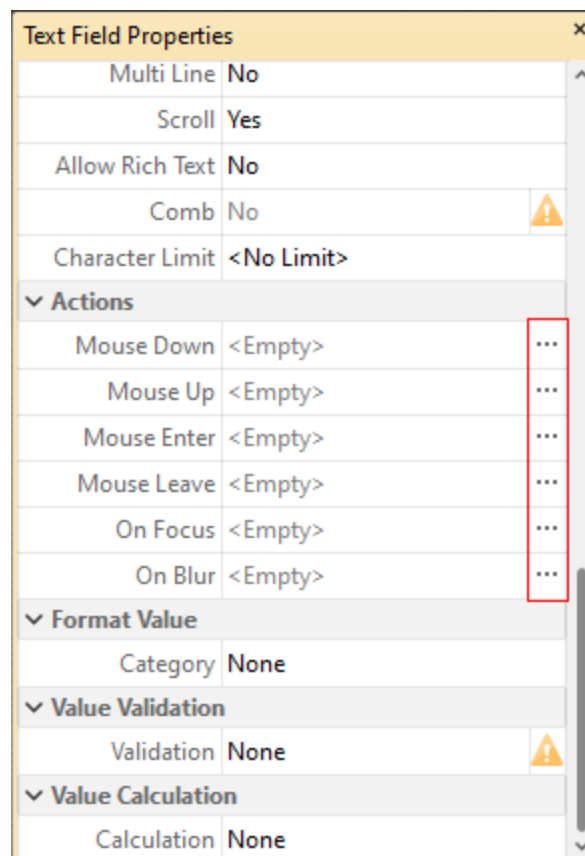 Text Field Properties
Multi Line No
Scroll Yes
Allow Rich Text No
Comb No
Character Limit <No Limit>
Actions
Mouse Down <Empty> ...
Mouse Up <Empty> ...
Mouse Enter <Empty> ...
Mouse Leave <Empty> ...
On Focus <Empty> ...
On Blur <Empty> ...
Format Value
Category None
Value Validation
Validation None
Value Calculation
Calculation None